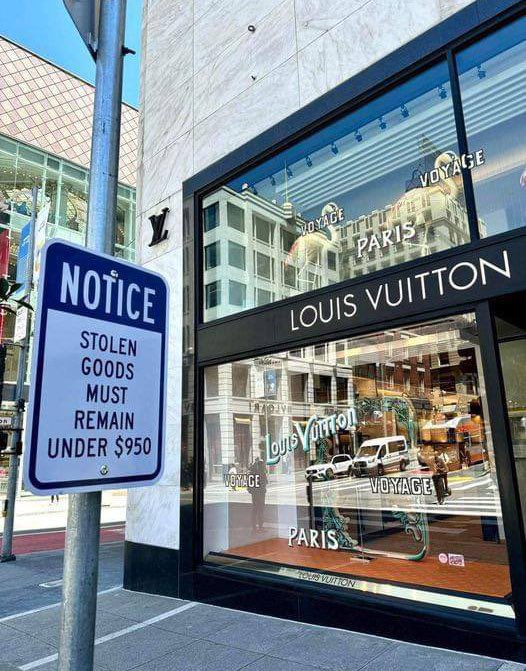 NOTICE
STOLEN
GOODS
MUST
REMAIN
UNDER $950
LV
VOYAGE
VOYAGE
PARIS
LOUIS VUITTON
Louis Vuitton
VOYAGE
VOYAGE
PARIS
LOUIS VUITTON